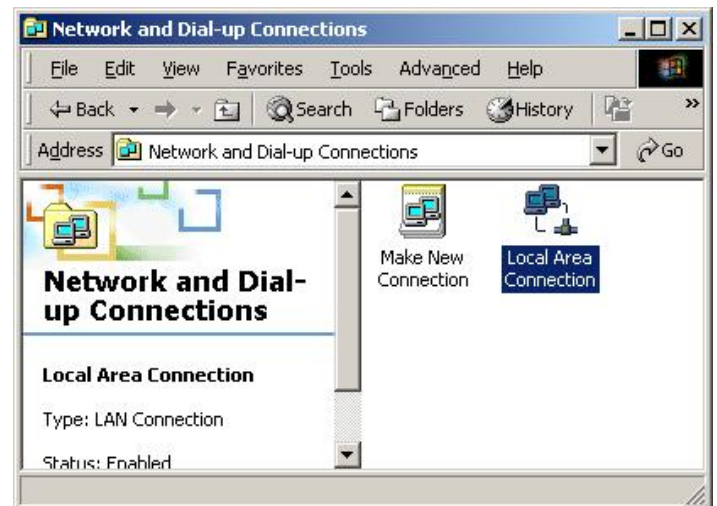 Network and Dial-up Connections
File Edit View Favorites Tools Advanced Help
Back Search Folders History »
Address Network and Dial-up Connections Go
Network and Dial-
up Connections
Local Area Connection
Type: LAN Connection
Status: Enabled
Make New
Connection
Local Area
Connection